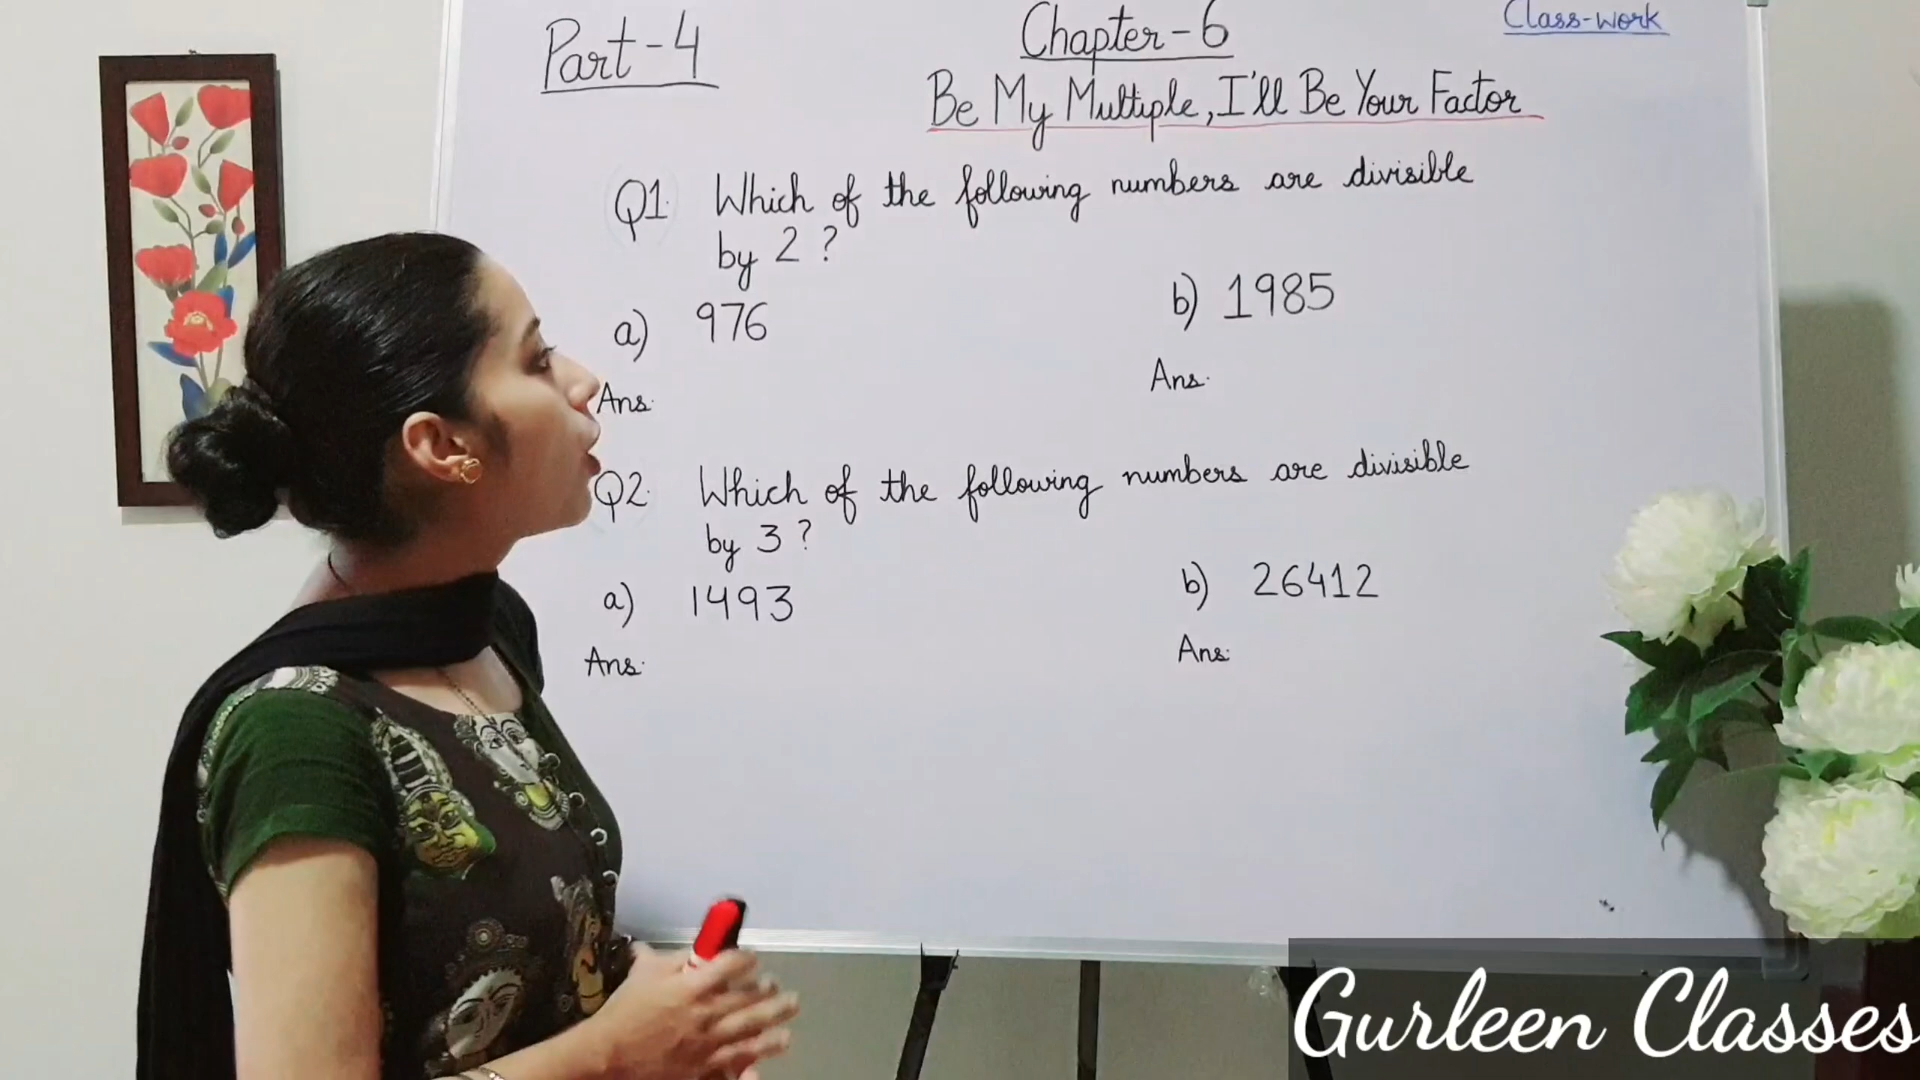 Part-4
Chapter-6
Class-work
Be My Multiple, I'll Be Your Factor
Q1. Which of the following numbers are divisible
by 2 ?
a) 976
b) 1985
Ans.
Ans.
Q2. Which of the following numbers are divisible
by 3 ?
a) 1493
b) 26412
Ans.
Ans.
Gurleen Classes